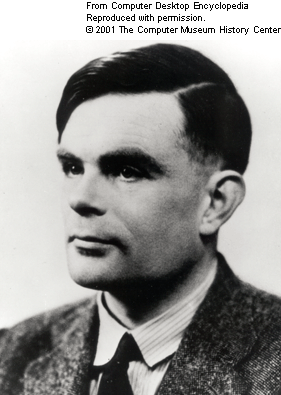 From Computer Desktop Encyclopedia
Reproduced with permission.
© 2001 The Computer Museum History Center